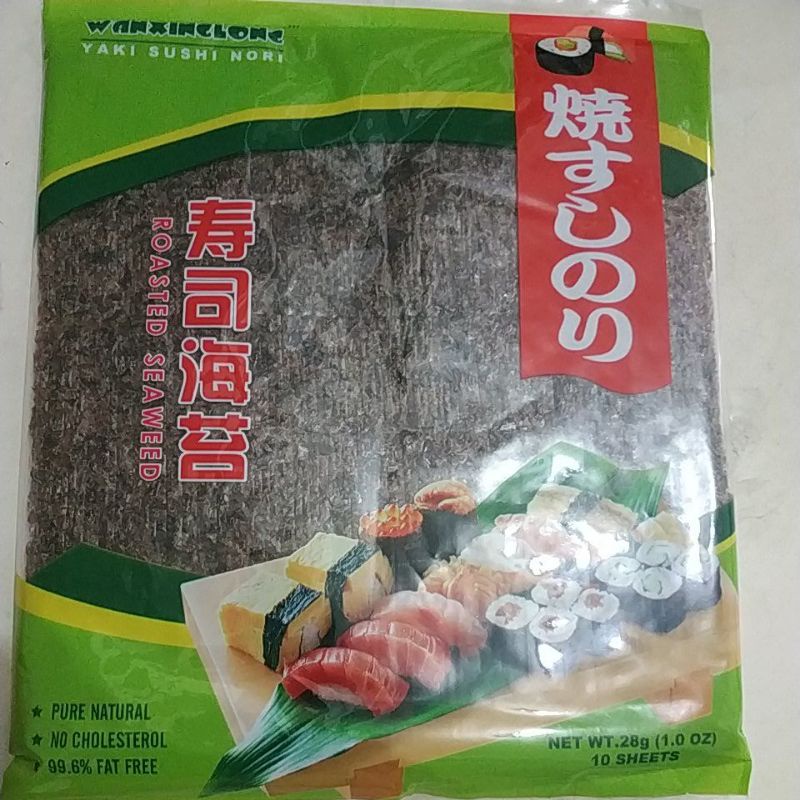 WANXINGLONG
YAKI SUSHI NORI
焼すしのり
寿司海苔
ROASTED SEAWEED
★ PURE NATURAL
★ NO CHOLESTEROL
★ 99.6% FAT FREE
NET WT.28g (1.0 OZ)
10 SHEETS